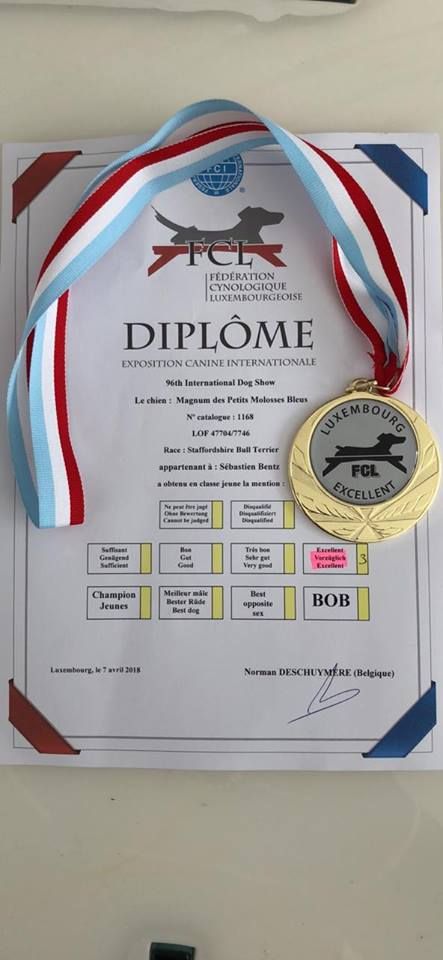 FCI
FCL
FÉDÉRATION
CYNOLOGIQUE
LUXEMBOURGEOISE
DIPLÔME
EXPOSITION CANINE INTERNATIONALE
96th International Dog Show
Le chien : Magnum des Petits Molosses Bleus
N° catalogue : 1168
LOF 47704/7746
Race : Staffordshire Bull Terrier
appartenant à : Sébastien Bentz
a obtenu en classe jeune la mention :
LUXEMBOURG
FCL
EXCELLENT
Ne peut être jugé
Ohne Bewertung
Cannot be judged
Disqualifié
Disqualifiziert
Disqualified
Suffisant
Genügend
Sufficient
Bon
Gut
Good
Très bon
Sehr gut
Very good
Excellent
Vorzüglich
Excellent
3
Champion
Jeunes
Meilleur mâle
Bester Rüde
Best dog
Best
opposite
sex
BOB
Luxembourg, le 7 avril 2018
Norman DESCHUYMERE (Belgique)